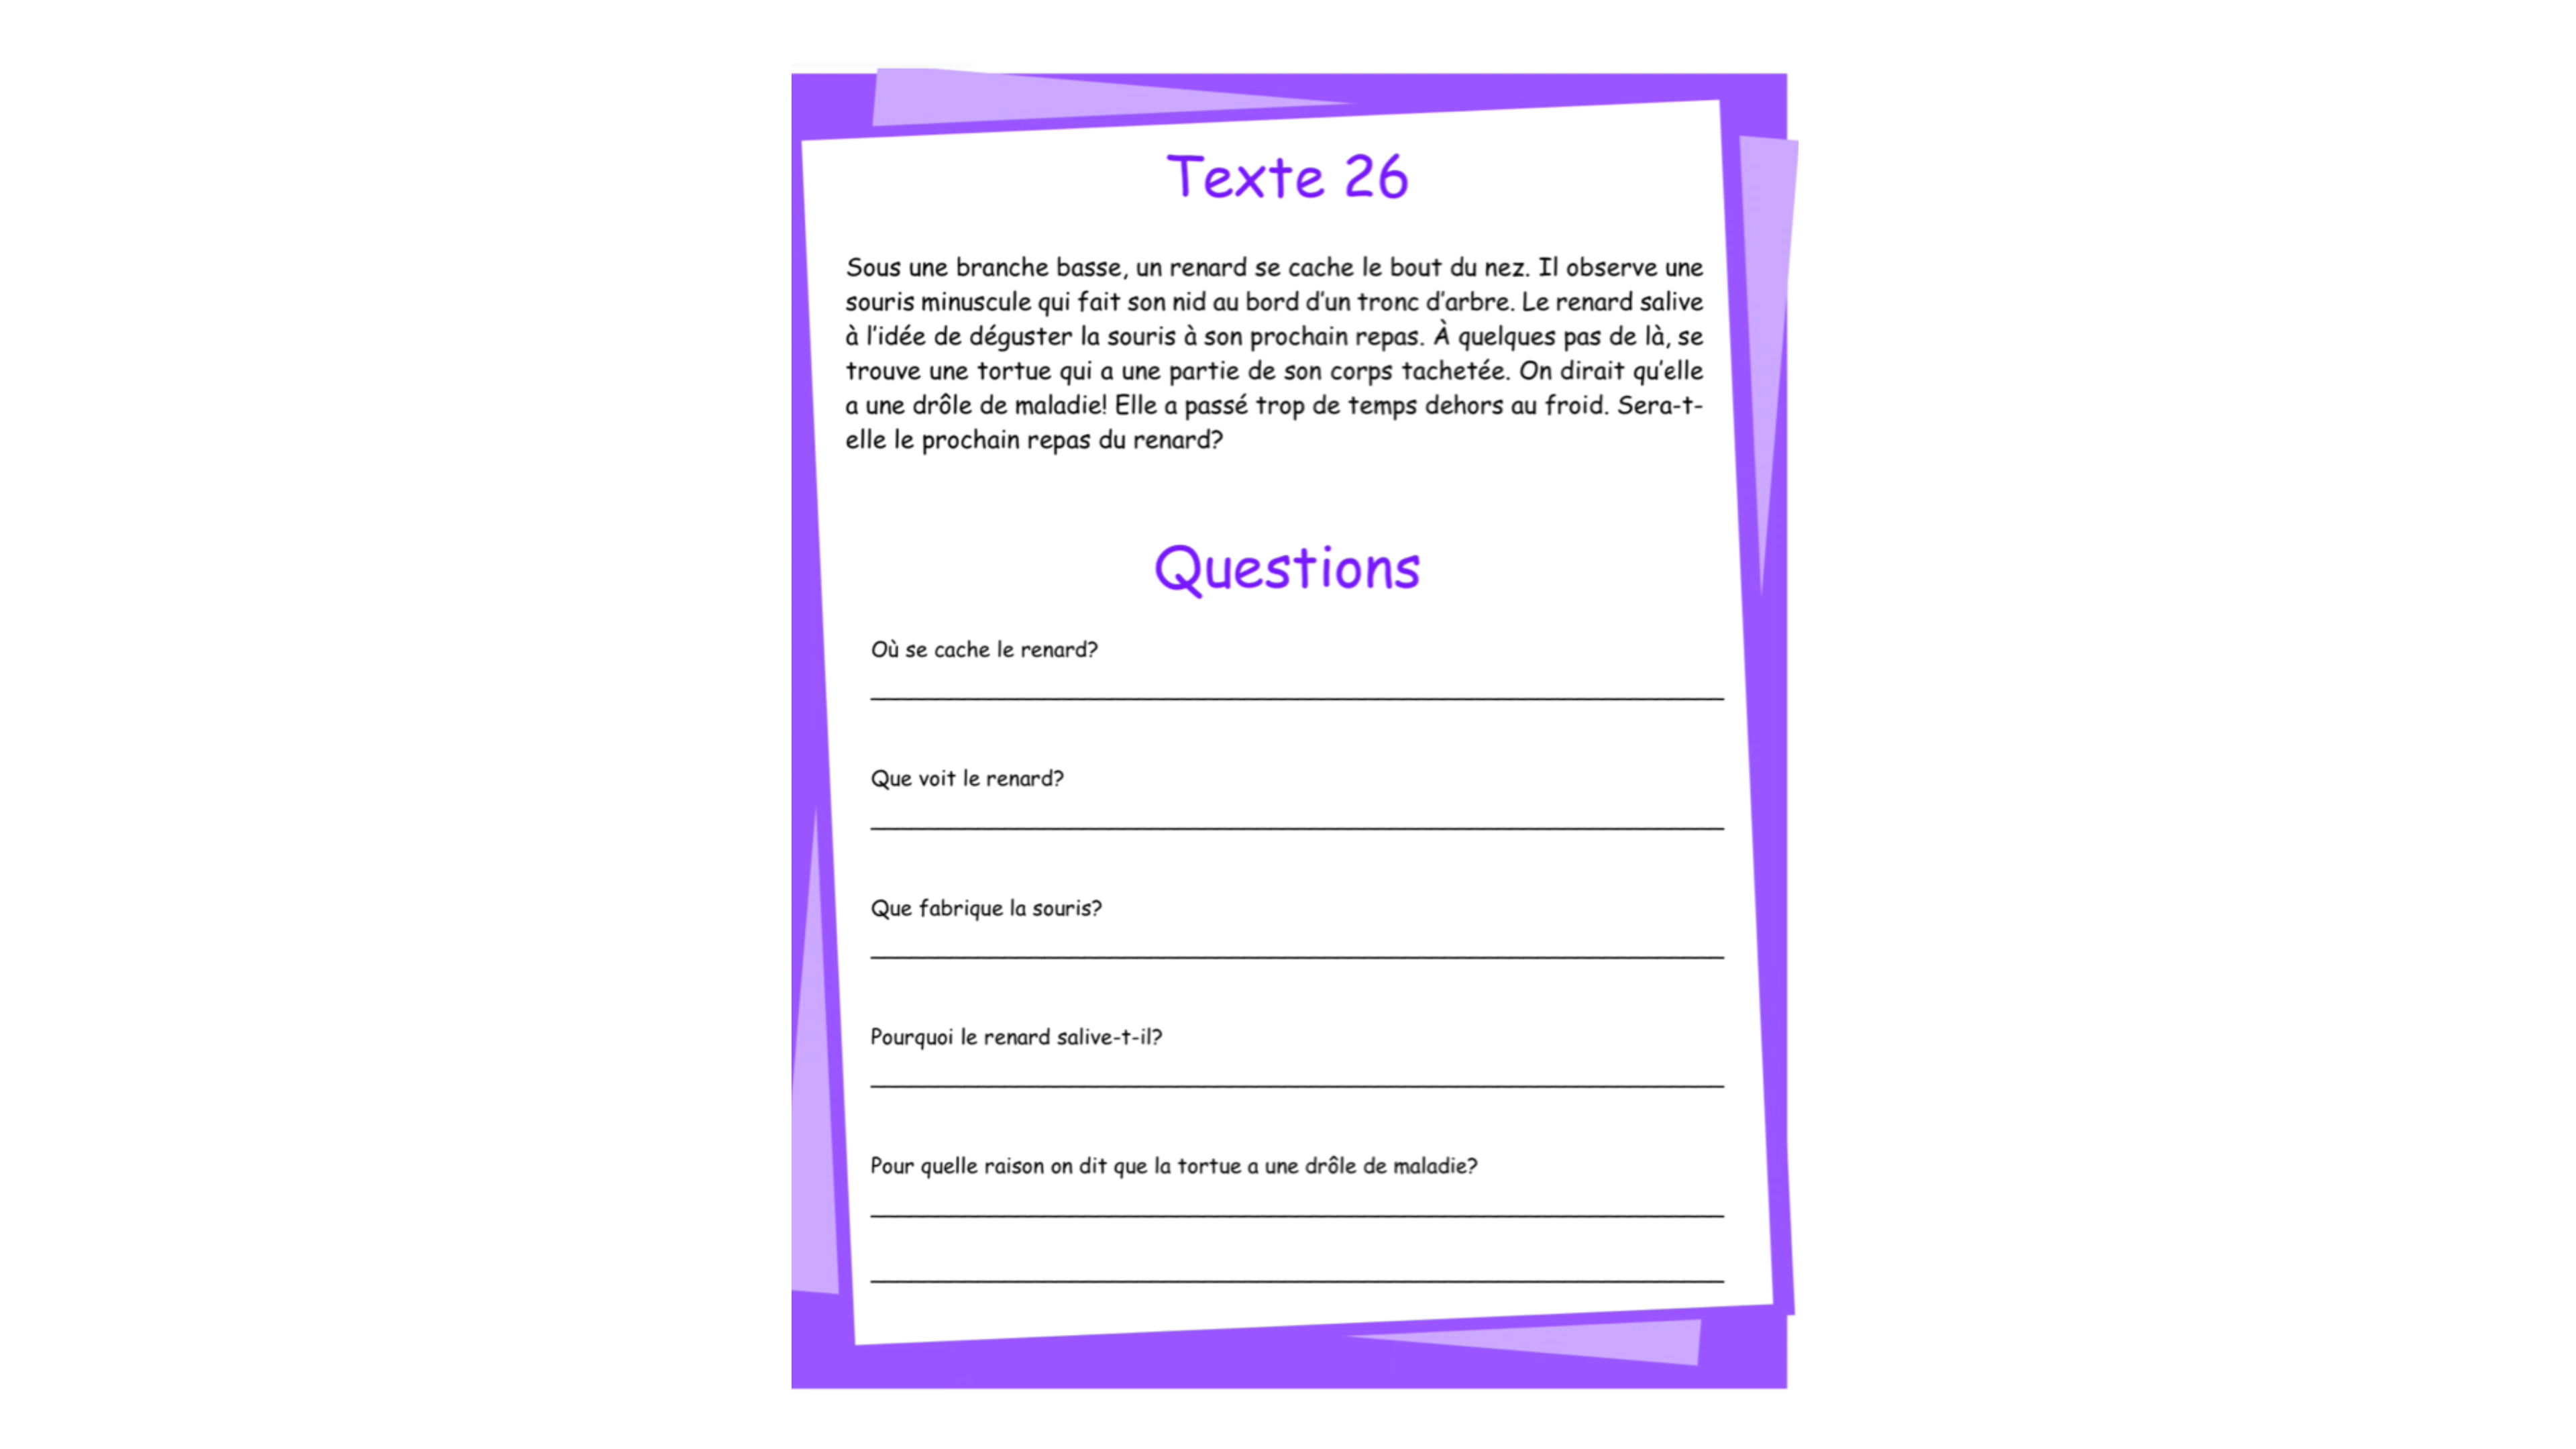 Texte 26
Sous une branche basse, un renard se cache le bout du nez. Il observe une
souris minuscule qui fait son nid au bord d’un tronc d’arbre. Le renard salive
à l’idée de déguster la souris à son prochain repas. À quelques pas de là, se
trouve une tortue qui a une partie de son corps tachetée. On dirait qu’elle
a une drôle de maladie! Elle a passé trop de temps dehors au froid. Sera-t-
elle le prochain repas du renard?
Questions
Où se cache le renard?
Que voit le renard?
Que fabrique la souris?
Pourquoi le renard salive-t-il?
Pour quelle raison on dit que la tortue a une drôle de maladie?